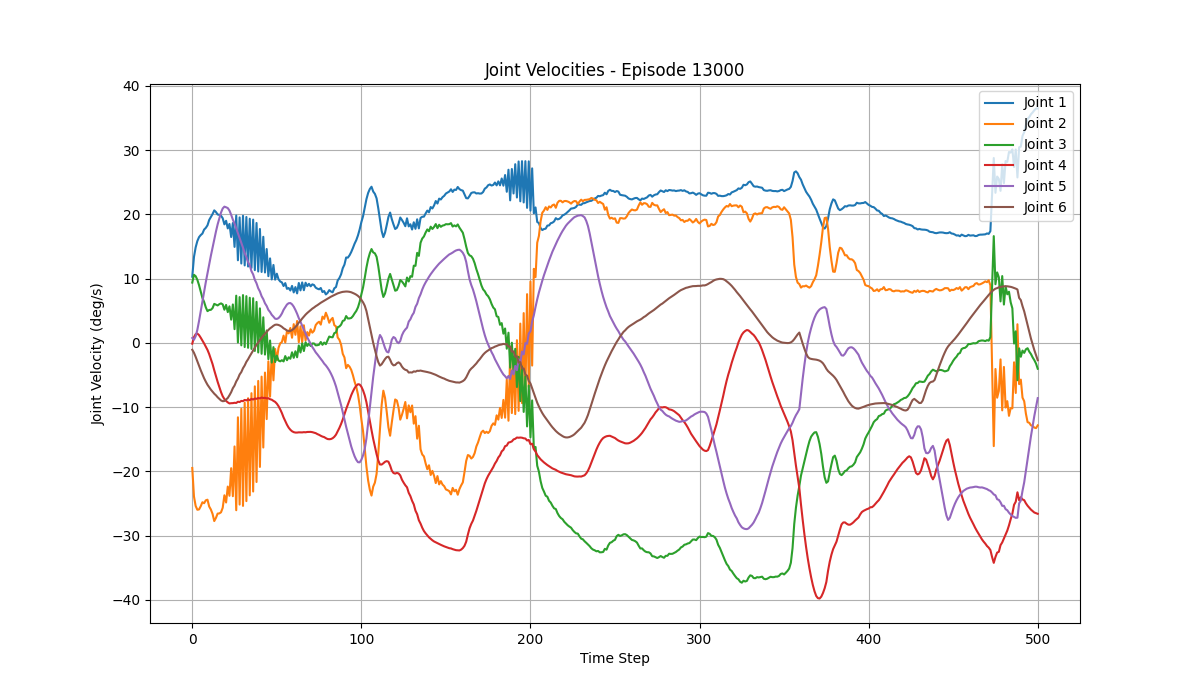 Joint Velocities - Episode 13000
Joint Velocity (deg/s)
40
30
20
10
0
−10
−20
−30
−40
0
100
200
300
400
500
Time Step
Joint 1
Joint 2
Joint 3
Joint 4
Joint 5
Joint 6